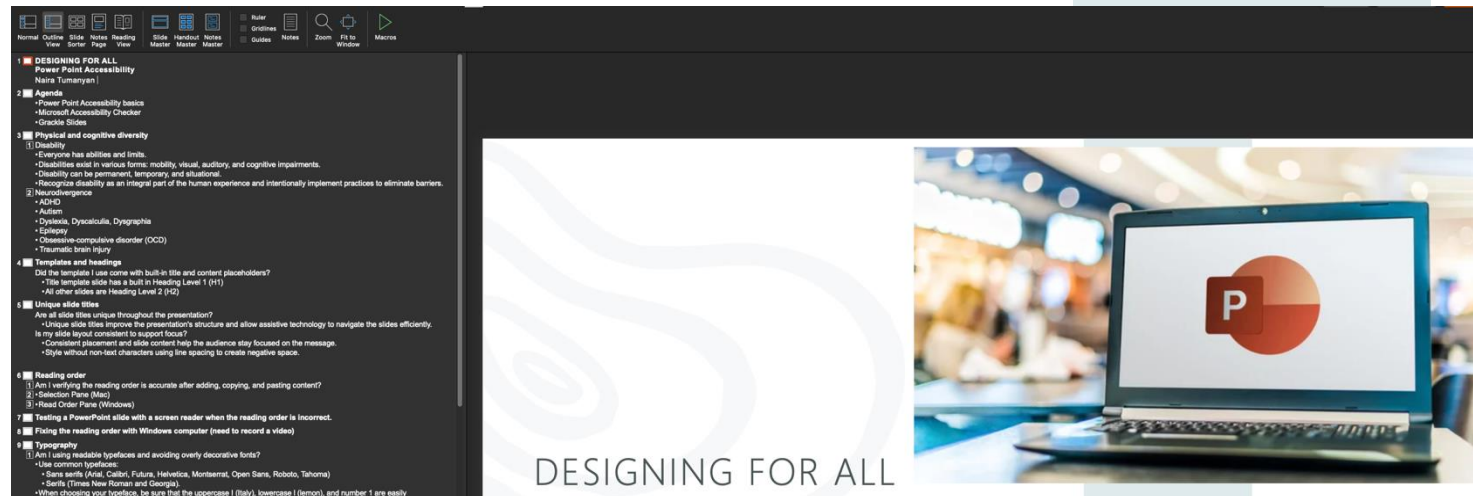 Ruler
Gridlines
Guides
Normal Outline View Slide Sorter Notes Page Reading View Slide Master Handout Master Notes Master Notes Zoom Fit to Window Macros
1 DESIGNING FOR ALL
Power Point Accessibility
Naira Tumanyan
2 Agenda
•Power Point Accessibility basics
•Microsoft Accessibility Checker
•Grackle Slides
3 Physical and cognitive diversity
1 Disability
•Everyone has abilities and limits.
•Disabilities exist in various forms: mobility, visual, auditory, and cognitive impairments.
•Disability can be permanent, temporary, and situational.
•Recognize disability as an integral part of the human experience and intentionally implement practices to eliminate barriers.
2 Neurodivergence
•ADHD
•Autism
•Dyslexia, Dyscalculia, Dysgraphia
•Epilepsy
•Obsessive-compulsive disorder (OCD)
•Traumatic brain injury
4 Templates and headings
Did the template I use come with built-in title and content placeholders?
•Title template slide has a built in Heading Level 1 (H1)
•All other slides are Heading Level 2 (H2)
5 Unique slide titles
Are all slide titles unique throughout the presentation?
•Unique slide titles improve the presentation's structure and allow assistive technology to navigate the slides efficiently.
Is my slide layout consistent to support focus?
•Consistent placement and slide content help the audience stay focused on the message.
•Style without non-text characters using line spacing to create negative space.
6 Reading order
1 Am I verifying the reading order is accurate after adding, copying, and pasting content?
2 •Selection Pane (Mac)
3 •Read Order Pane (Windows)
7 Testing a PowerPoint slide with a screen reader when the reading order is incorrect.
8 Fixing the reading order with Windows computer (need to record a video)
9 Typography
1 Am I using readable typefaces and avoiding overly decorative fonts?
•Use common typefaces:
•Sans serifs (Arial, Calibri, Futura, Helvetica, Montserrat, Open Sans, Roboto, Tahoma)
•Serifs (Times New Roman and Georgia).
•When choosing your typeface, be sure that the uppercase I (Italy), lowercase l (lemon), and number 1 are easily
P
DESIGNING FOR ALL